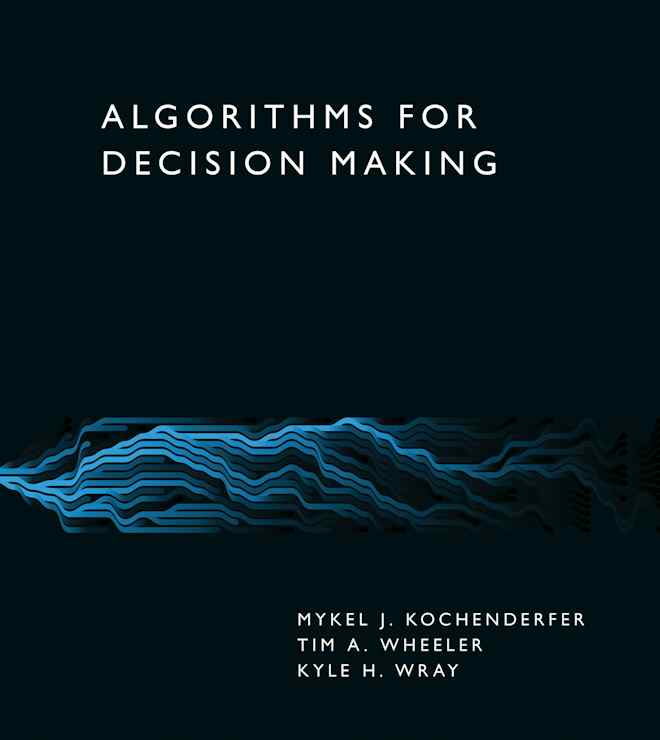 ALGORITHMS FOR
DECISION MAKING
MYKEL J. KOCHENDERFER
TIM A. WHEELER
KYLE H. WRAY